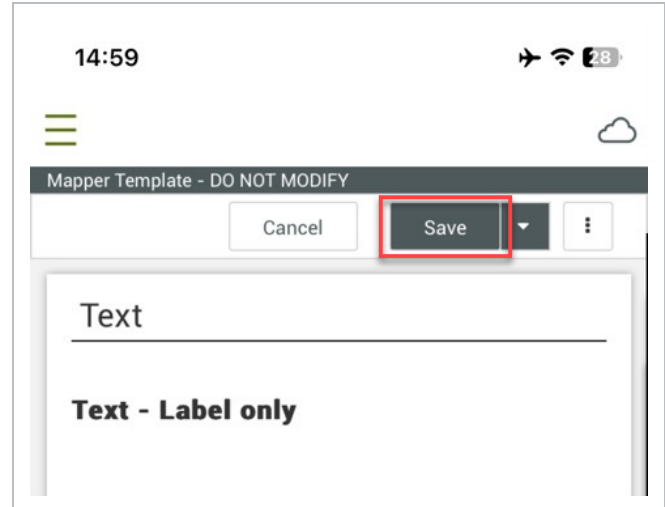 14:59
28
Mapper Template - DO NOT MODIFY
Cancel Save
Text
Text - Label only